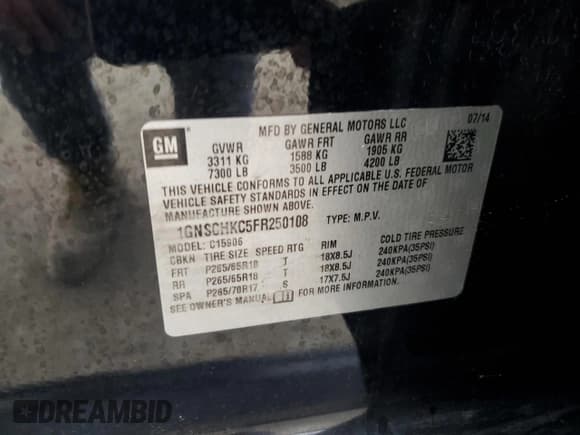 GM
MFD BY GENERAL MOTORS LLC 07/14
GVWR GAWR FRT GAWR RR
3311 KG 1588 KG 1905 KG
7300 LB 3500 LB 4200 LB
THIS VEHICLE CONFORMS TO ALL APPLICABLE U.S. FEDERAL MOTOR
VEHICLE SAFETY STANDARDS IN EFFECT ON THE DATE OF
MANUFACTURE SHOWN ABOVE.
1GNSCHKC5FR250108 TYPE: M.P.V.
MODEL: C15906
CBKN TIRE SIZE SPEED RTG RIM COLD TIRE PRESSURE
FRT P265/65R18 T 18X8.5J 240KPA(35PSI)
RR P265/65R18 T 18X8.5J 240KPA(35PSI)
SPA P265/70R17 S 17X7.5J 240KPA(35PSI)
SEE OWNER'S MANUAL FOR MORE INFORMATION.
DREAMBID